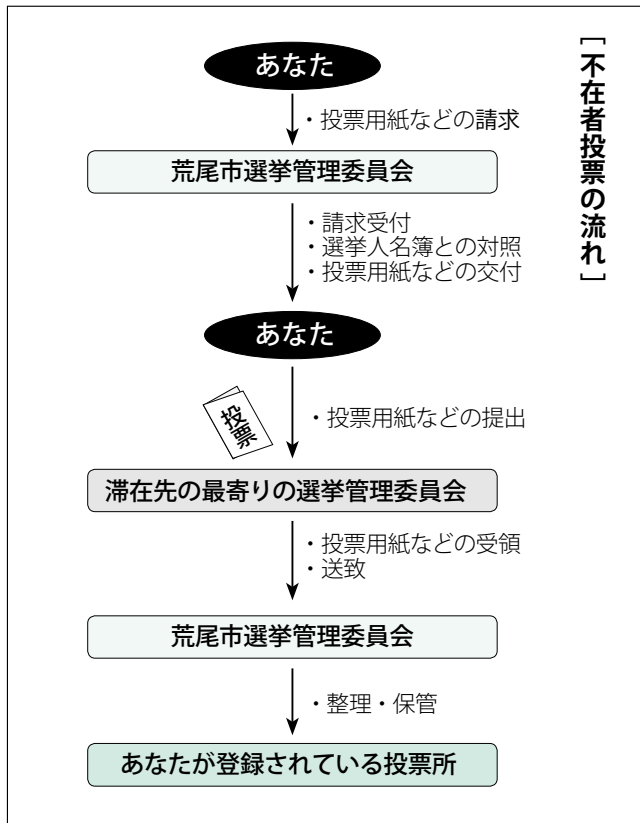 [不在者投票の流れ]
あなた
・投票用紙などの請求
荒尾市選挙管理委員会
・請求受付
・選挙人名簿との対照
・投票用紙などの交付
あなた
投票
・投票用紙などの提出
滞在先の最寄りの選挙管理委員会
・投票用紙などの受領
・送致
荒尾市選挙管理委員会
・整理・保管
あなたが登録されている投票所